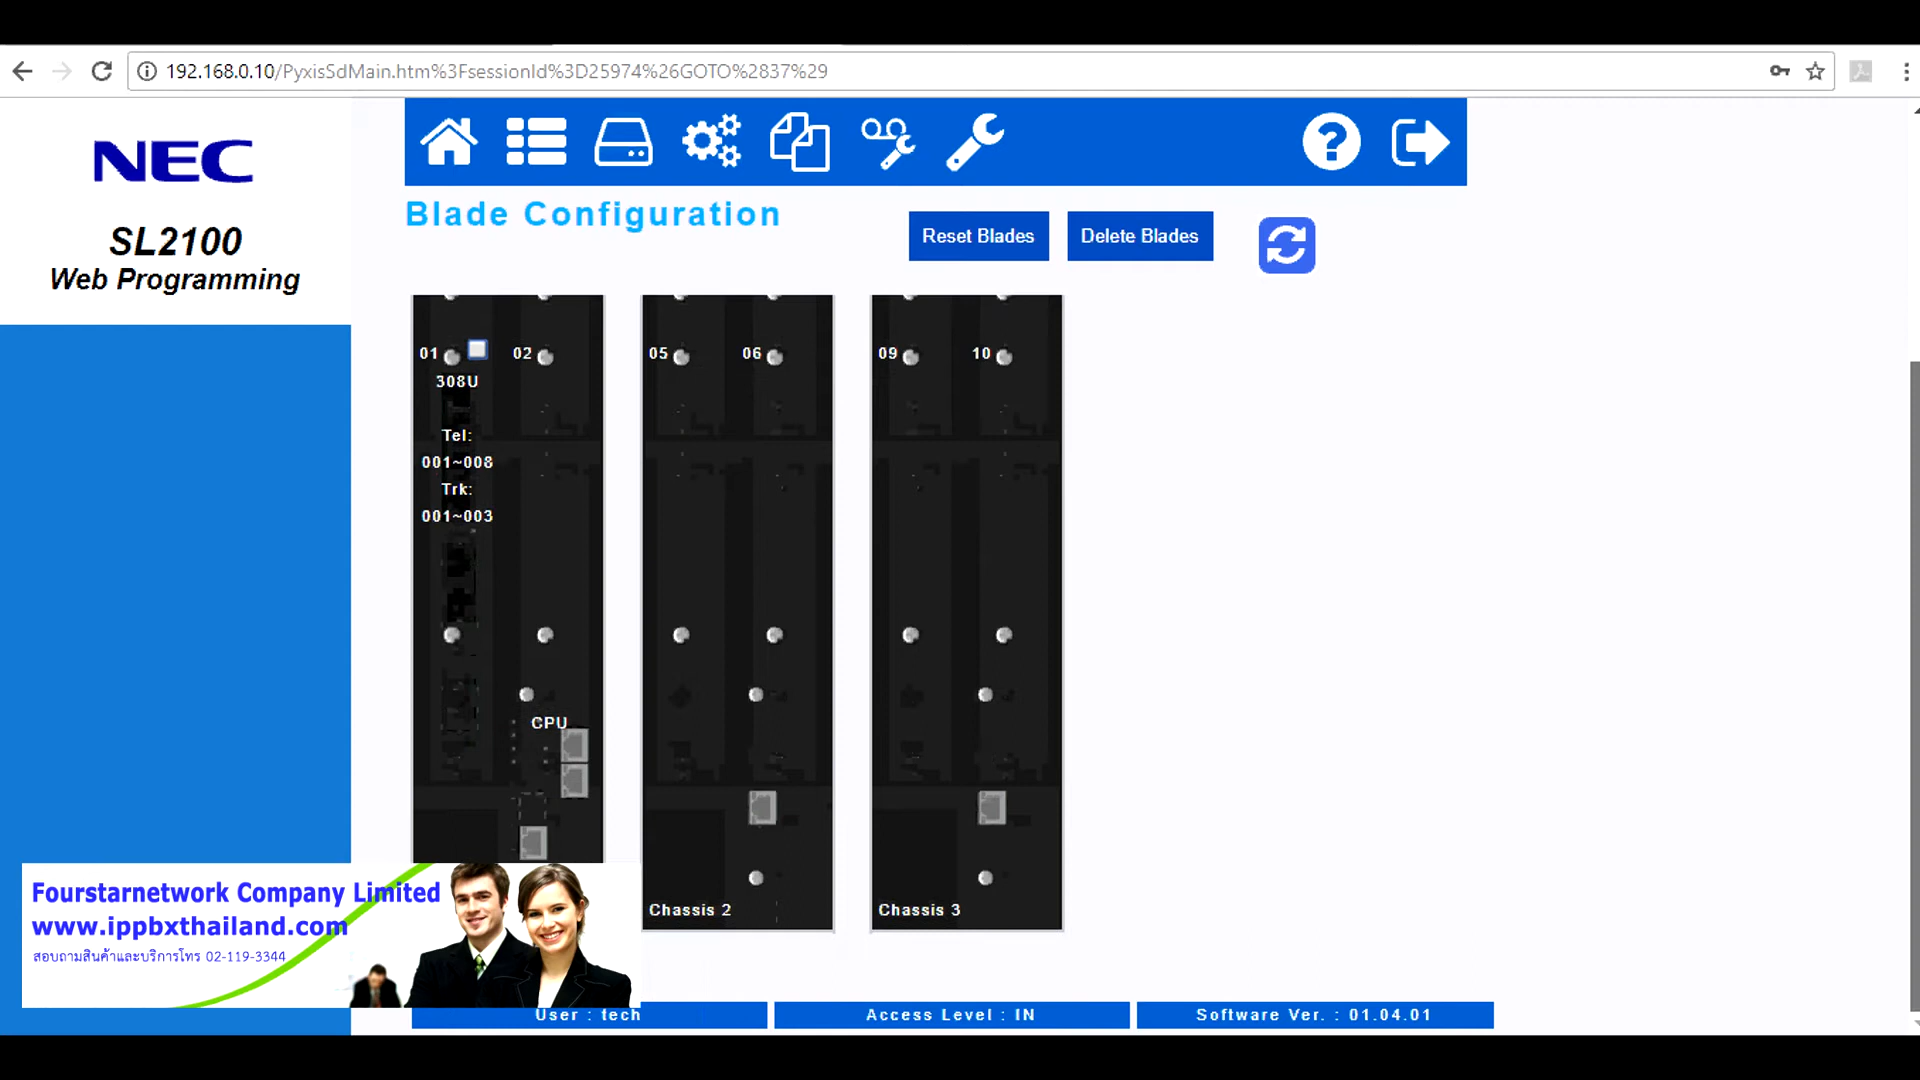 192.168.0.10/PyxisSdMain.htm%3FsessionId%3D25974%26GOTO%2837%29
NEC
SL2100
Web Programming
Blade Configuration
Reset Blades
Delete Blades
01
02
05
06
09
10
308U
Tel:
001~008
Trk:
001~003
CPU
Chassis 2
Chassis 3
Fourstarnetwork Company Limited
www.ippbxthailand.com
สอบถามสินค้าและบริการโทร 02-119-3344
User : tech
Access Level : IN
Software Ver. : 01.04.01